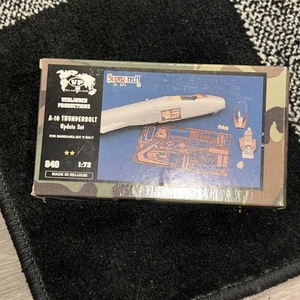 VP
VERLINDEN
PRODUCTIONS
A-10 THUNDERBOLT
Update Set
840
1:72
MADE IN BELGIUM